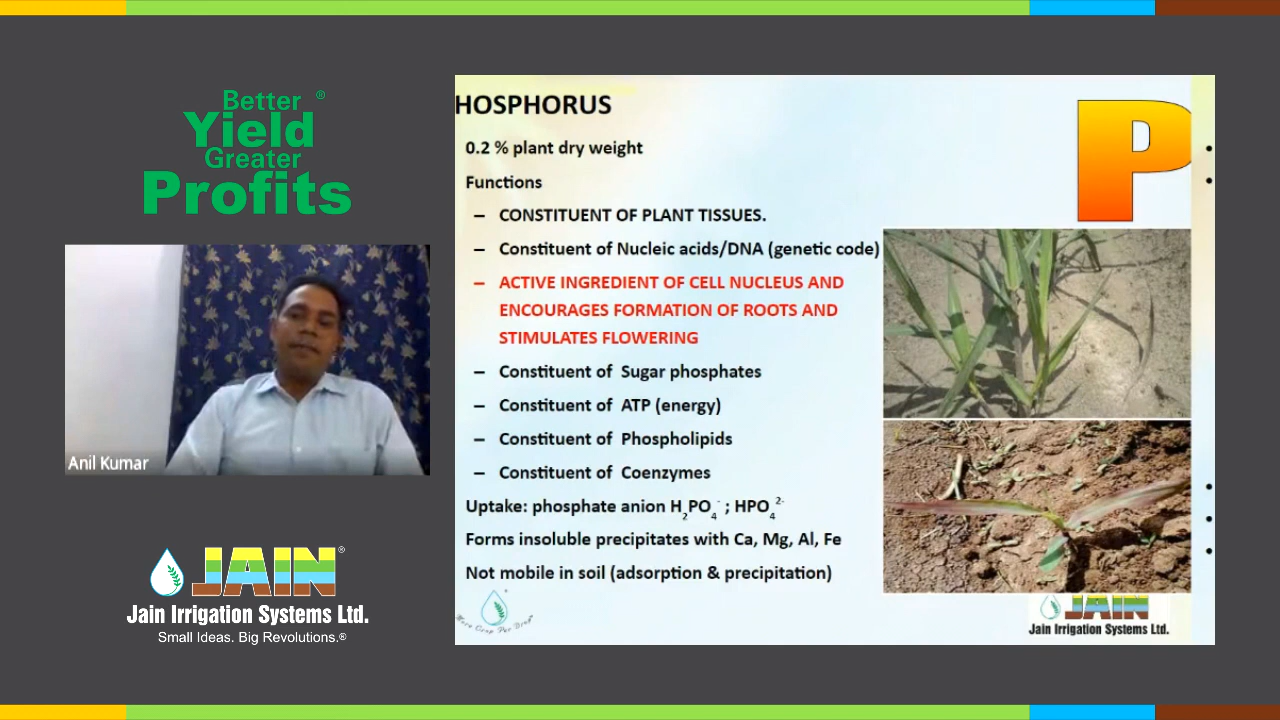 Better ®
Yield
Greater
Profits
Anil Kumar
JAIN®
Jain Irrigation Systems Ltd.
Small Ideas. Big Revolutions.®
HOSPHORUS
P
0.2 % plant dry weight
Functions
– CONSTITUENT OF PLANT TISSUES.
– Constituent of Nucleic acids/DNA (genetic code)
– ACTIVE INGREDIENT OF CELL NUCLEUS AND
ENCOURAGES FORMATION OF ROOTS AND
STIMULATES FLOWERING
– Constituent of Sugar phosphates
– Constituent of ATP (energy)
– Constituent of Phospholipids
– Constituent of Coenzymes
Uptake: phosphate anion H₂PO₄⁻ ; HPO₄²⁻
Forms insoluble precipitates with Ca, Mg, Al, Fe
Not mobile in soil (adsorption & precipitation)
More Crop Per Drop®
JAIN
Jain Irrigation Systems Ltd.